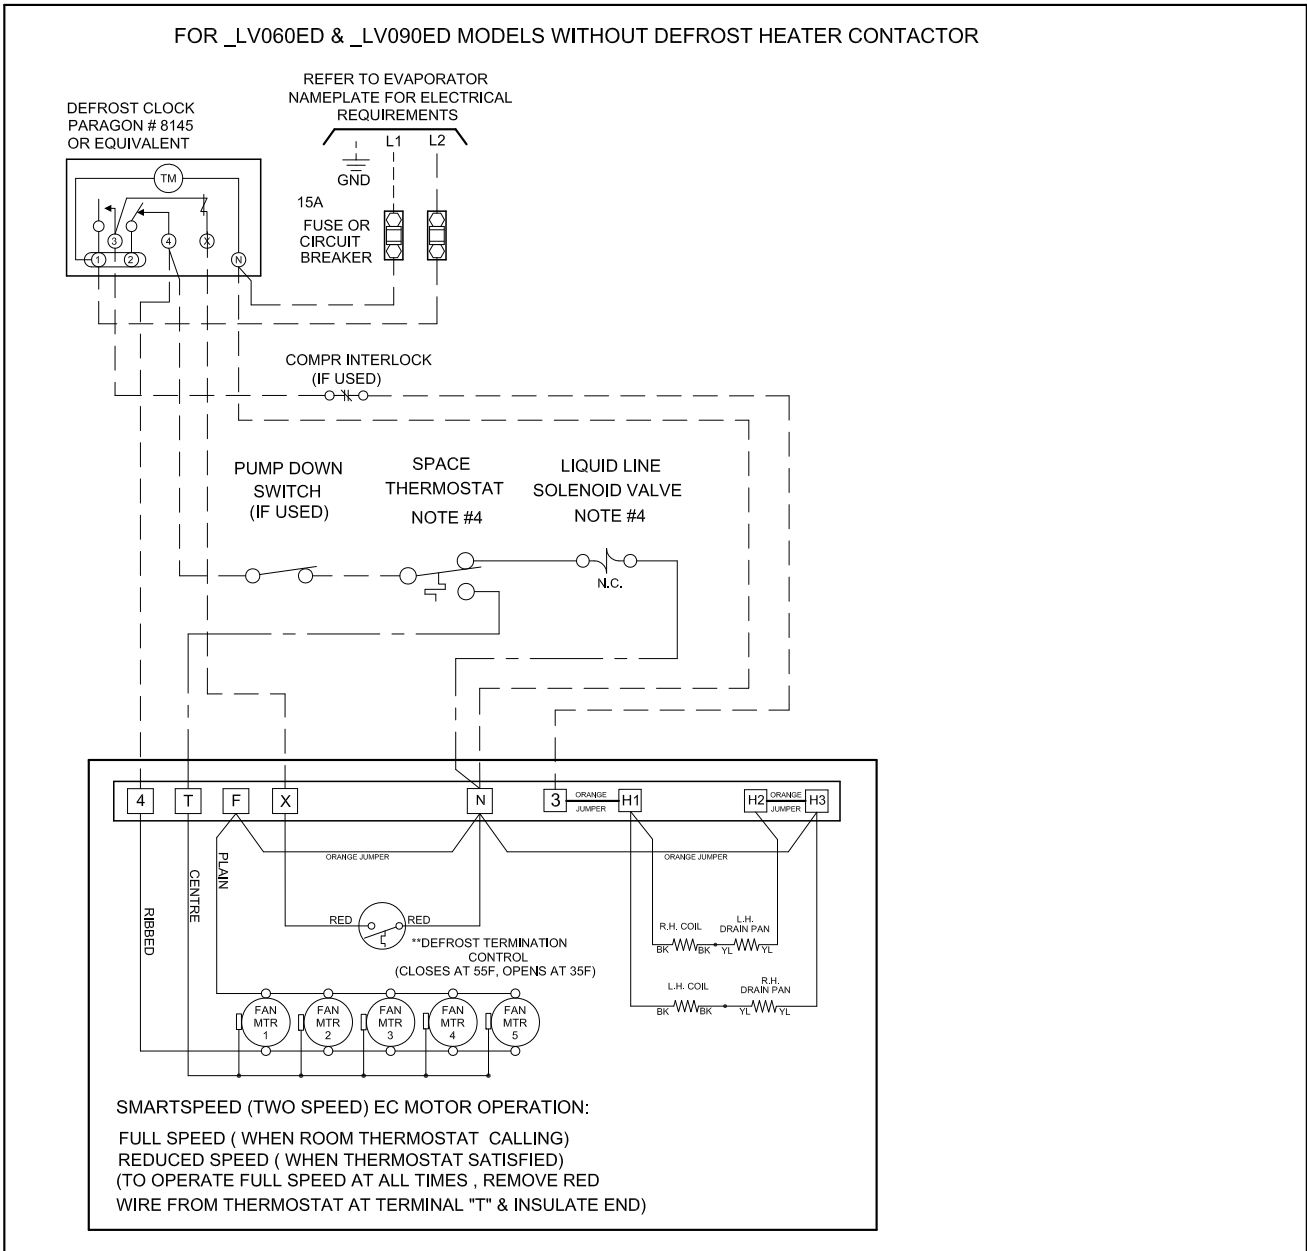 FOR _LV060ED & _LV090ED MODELS WITHOUT DEFROST HEATER CONTACTOR
REFER TO EVAPORATOR
NAMEPLATE FOR ELECTRICAL
REQUIREMENTS
DEFROST CLOCK
PARAGON # 8145
OR EQUIVALENT
L1
L2
GND
TM
15A
FUSE OR
CIRCUIT
BREAKER
3
4
X
1
2
N
COMPR INTERLOCK
(IF USED)
PUMP DOWN
SWITCH
(IF USED)
SPACE
THERMOSTAT
NOTE #4
LIQUID LINE
SOLENOID VALVE
NOTE #4
N.C.
4
T
F
X
N
3
ORANGE
JUMPER
H1
H2
ORANGE
JUMPER
H3
ORANGE JUMPER
ORANGE JUMPER
PLAIN
CENTRE
RIBBED
RED
RED
**DEFROST TERMINATION
CONTROL
(CLOSES AT 55F, OPENS AT 35F)
R.H. COIL
L.H.
DRAIN PAN
BK
BK
YL
YL
L.H. COIL
R.H.
DRAIN PAN
BK
BK
YL
YL
FAN
MTR
1
FAN
MTR
2
FAN
MTR
3
FAN
MTR
4
FAN
MTR
5
SMARTSPEED (TWO SPEED) EC MOTOR OPERATION:
FULL SPEED ( WHEN ROOM THERMOSTAT CALLING)
REDUCED SPEED ( WHEN THERMOSTAT SATISFIED)
(TO OPERATE FULL SPEED AT ALL TIMES , REMOVE RED
WIRE FROM THERMOSTAT AT TERMINAL "T" & INSULATE END)